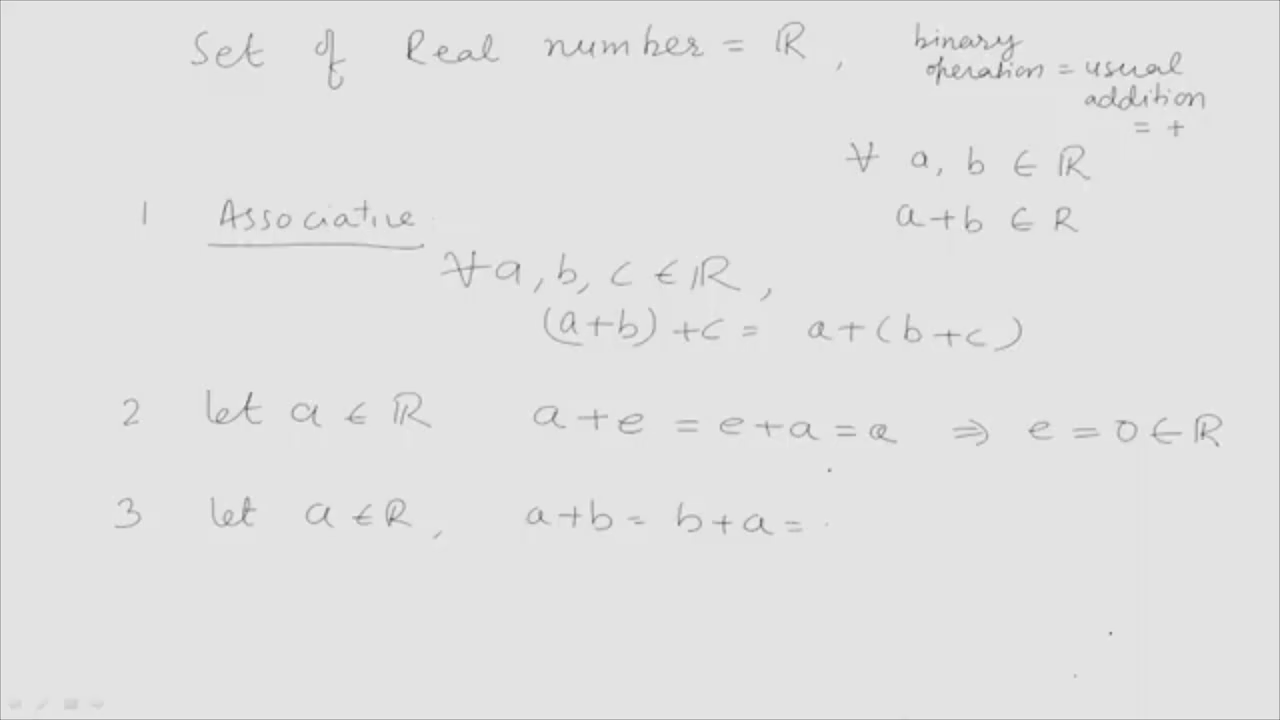 Set of Real number = ℝ, binary operation = usual addition = +
∀ a, b ∈ ℝ
a+b ∈ R
1 Associative
∀a, b, c ∈ ℝ,
(a+b)+c = a+(b+c)
2 let a ∈ ℝ a+e = e+a = a ⇒ e = 0 ∈ ℝ
3 let a ∈ R, a+b = b+a =